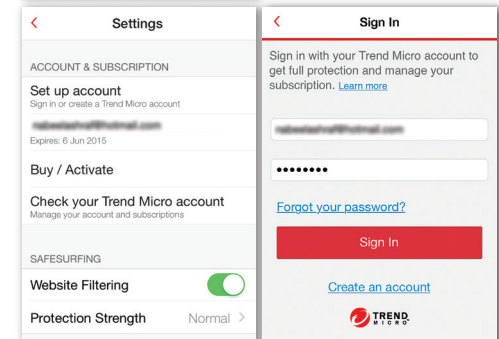 Settings
ACCOUNT & SUBSCRIPTION
Set up account
Sign in or create a Trend Micro account
Expires: 6 Jun 2015
Buy / Activate
Check your Trend Micro account
Manage your account and subscriptions
SAFESURFING
Website Filtering
Protection Strength Normal
Sign In
Sign in with your Trend Micro account to
get full protection and manage your
subscription. Learn more
Forgot your password?
Sign In
Create an account
TREND
MICRO